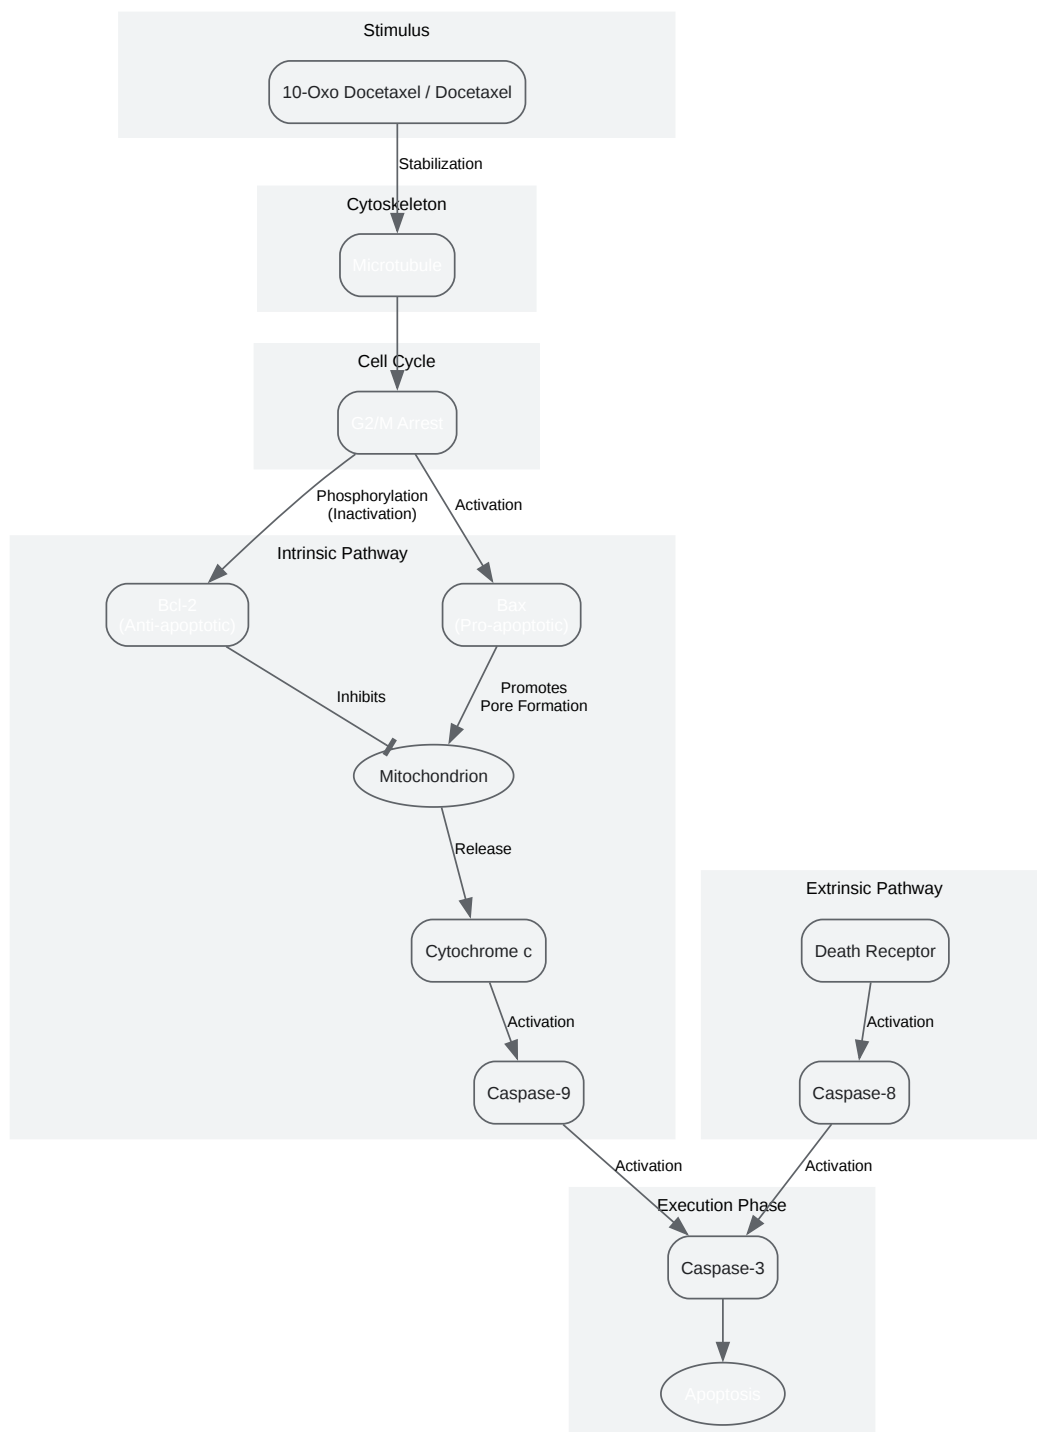 Stimulus
10-Oxo Docetaxel / Docetaxel
Stabilization
Cytoskeleton
Microtubule
Cell Cycle
G2/M Arrest
Phosphorylation
(Inactivation)
Activation
Intrinsic Pathway
Bcl-2
(Anti-apoptotic)
Bax
(Pro-apoptotic)
Inhibits
Promotes
Pore Formation
Mitochondrion
Release
Extrinsic Pathway
Cytochrome c
Death Receptor
Activation
Activation
Caspase-9
Caspase-8
Activation
Activation
Execution Phase
Caspase-3
Apoptosis